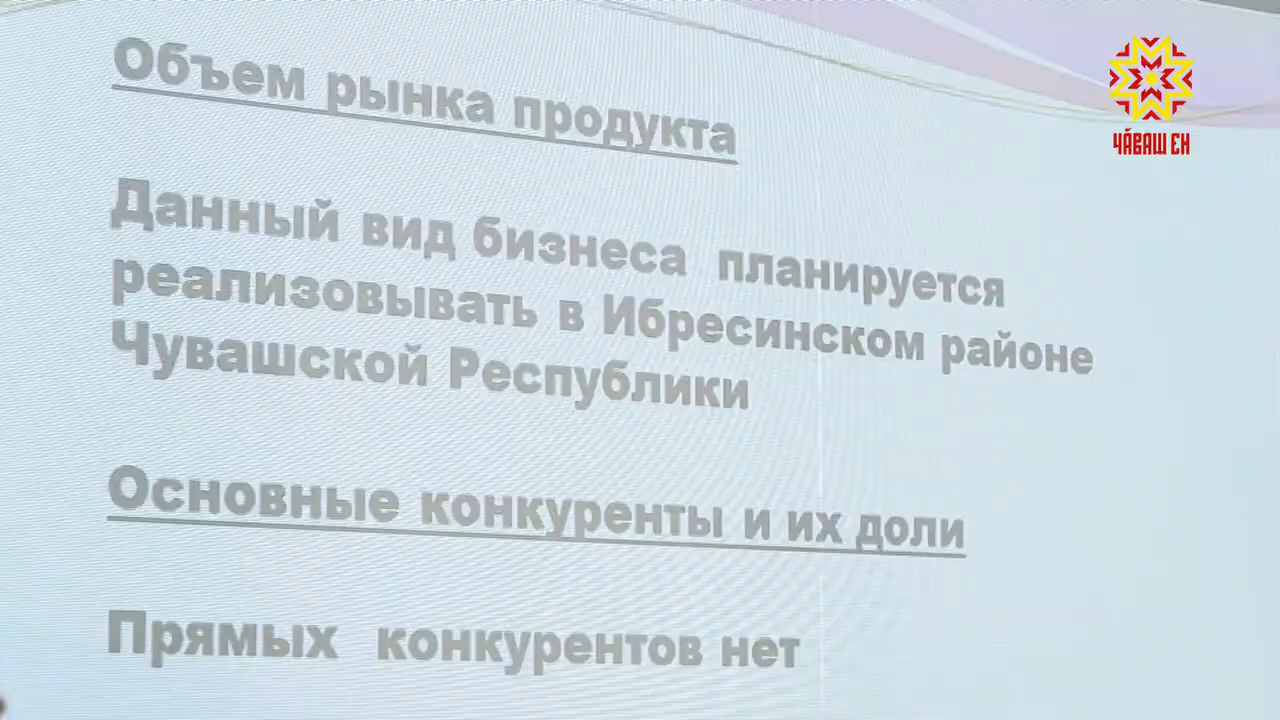 Объем рынка продукта
ЧӐВАШ ЕН
Данный вид бизнеса планируется
реализовывать в Ибресинском районе
Чувашской Республики
Основные конкуренты и их доли
Прямых конкурентов нет